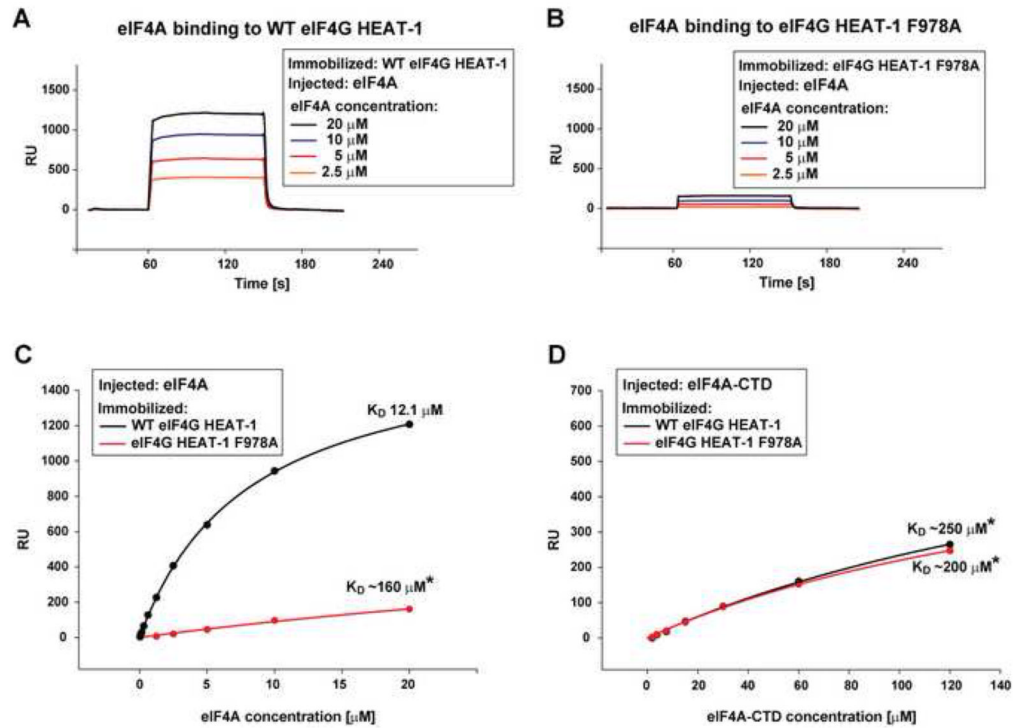 A
eIF4A binding to WT eIF4G HEAT-1
Immobilized: WT eIF4G HEAT-1
Injected: eIF4A
eIF4A concentration:
20 µM
10 µM
5 µM
2.5 µM
RU
1500
1000
500
0
60
120
180
240
Time [s]
B
eIF4A binding to eIF4G HEAT-1 F978A
Immobilized: eIF4G HEAT-1 F978A
Injected: eIF4A
eIF4A concentration:
20 µM
10 µM
5 µM
2.5 µM
RU
1500
1000
500
0
60
120
180
240
Time [s]
C
Injected: eIF4A
Immobilized:
WT eIF4G HEAT-1
eIF4G HEAT-1 F978A
RU
1400
1200
1000
800
600
400
200
0
KD 12.1 µM
KD ~160 µM*
0
5
10
15
20
eIF4A concentration [µM]
D
Injected: eIF4A-CTD
Immobilized:
WT eIF4G HEAT-1
eIF4G HEAT-1 F978A
RU
700
600
500
400
300
200
100
0
KD ~250 µM*
KD ~200 µM*
0
20
40
60
80
100
120
140
eIF4A-CTD concentration [µM]